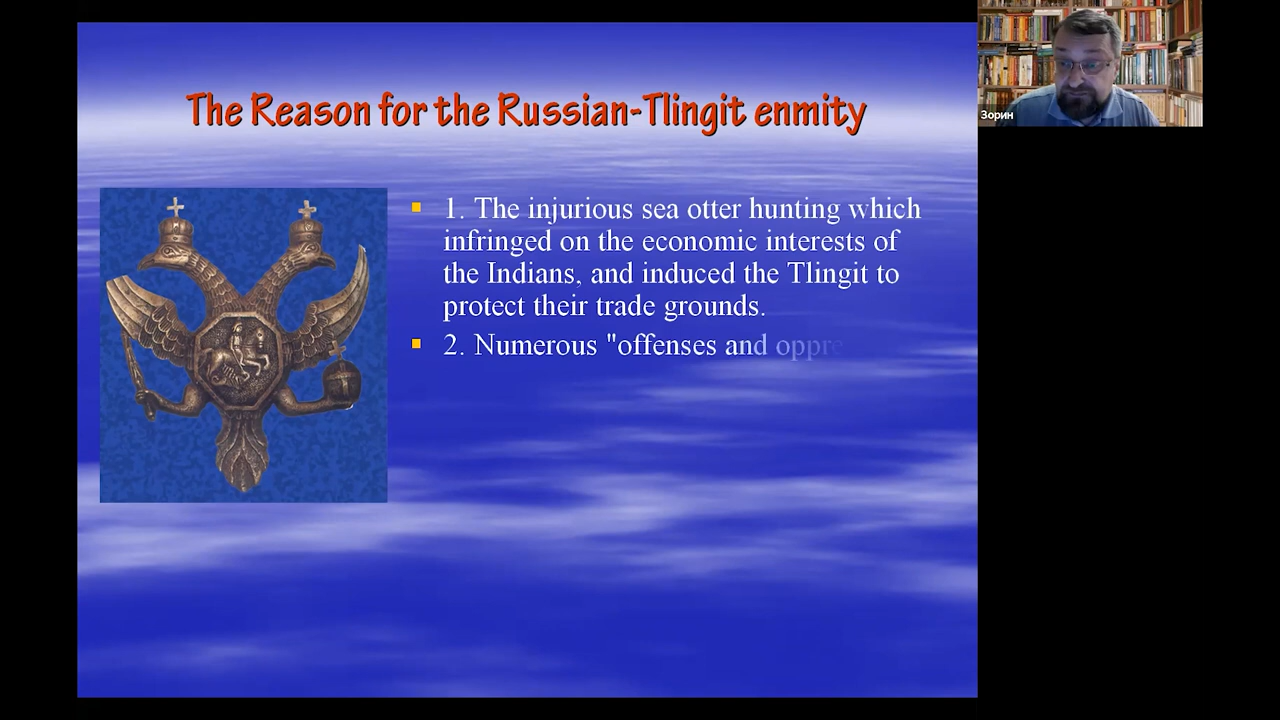 The Reason for the Russian-Tlingit enmity
1. The injurious sea otter hunting which
infringed on the economic interests of
the Indians, and induced the Tlingit to
protect their trade grounds.
2. Numerous "offenses and oppre
Зорин